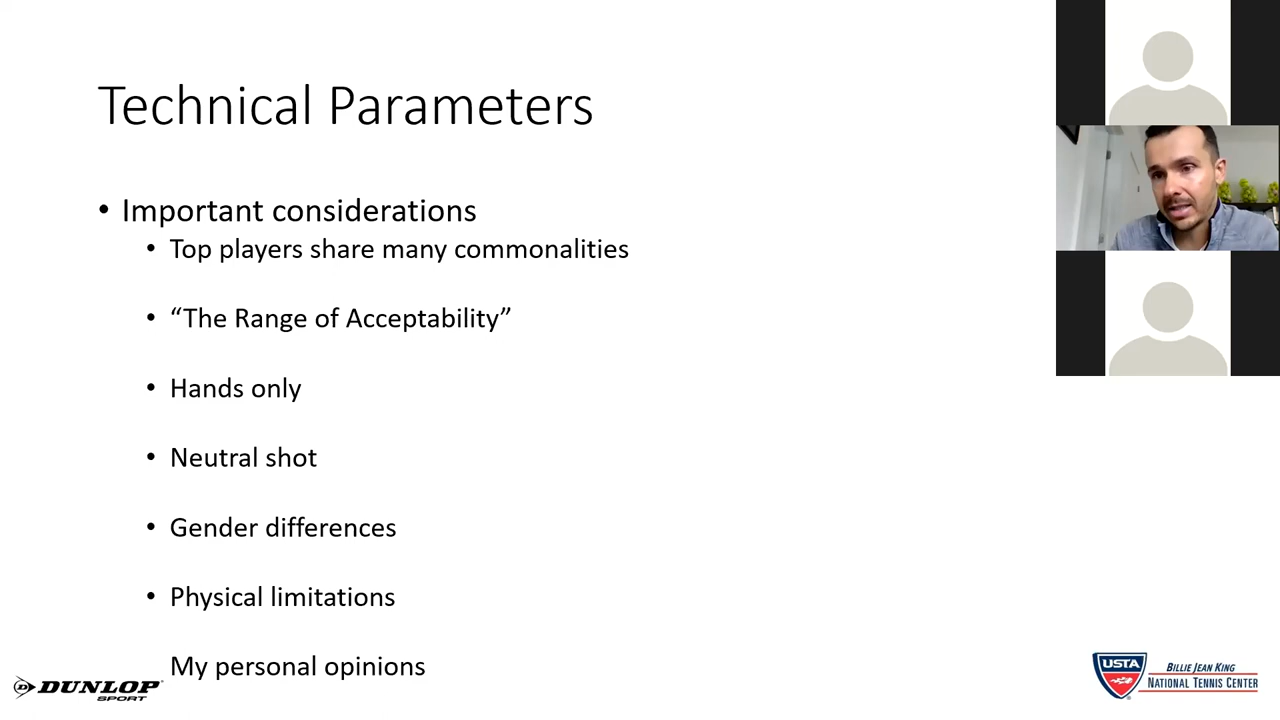 Technical Parameters
• Important considerations
• Top players share many commonalities
• “The Range of Acceptability”
• Hands only
• Neutral shot
• Gender differences
• Physical limitations
My personal opinions
DUNLOP
SPORT
USTA
BILLIE JEAN KING
NATIONAL TENNIS CENTER